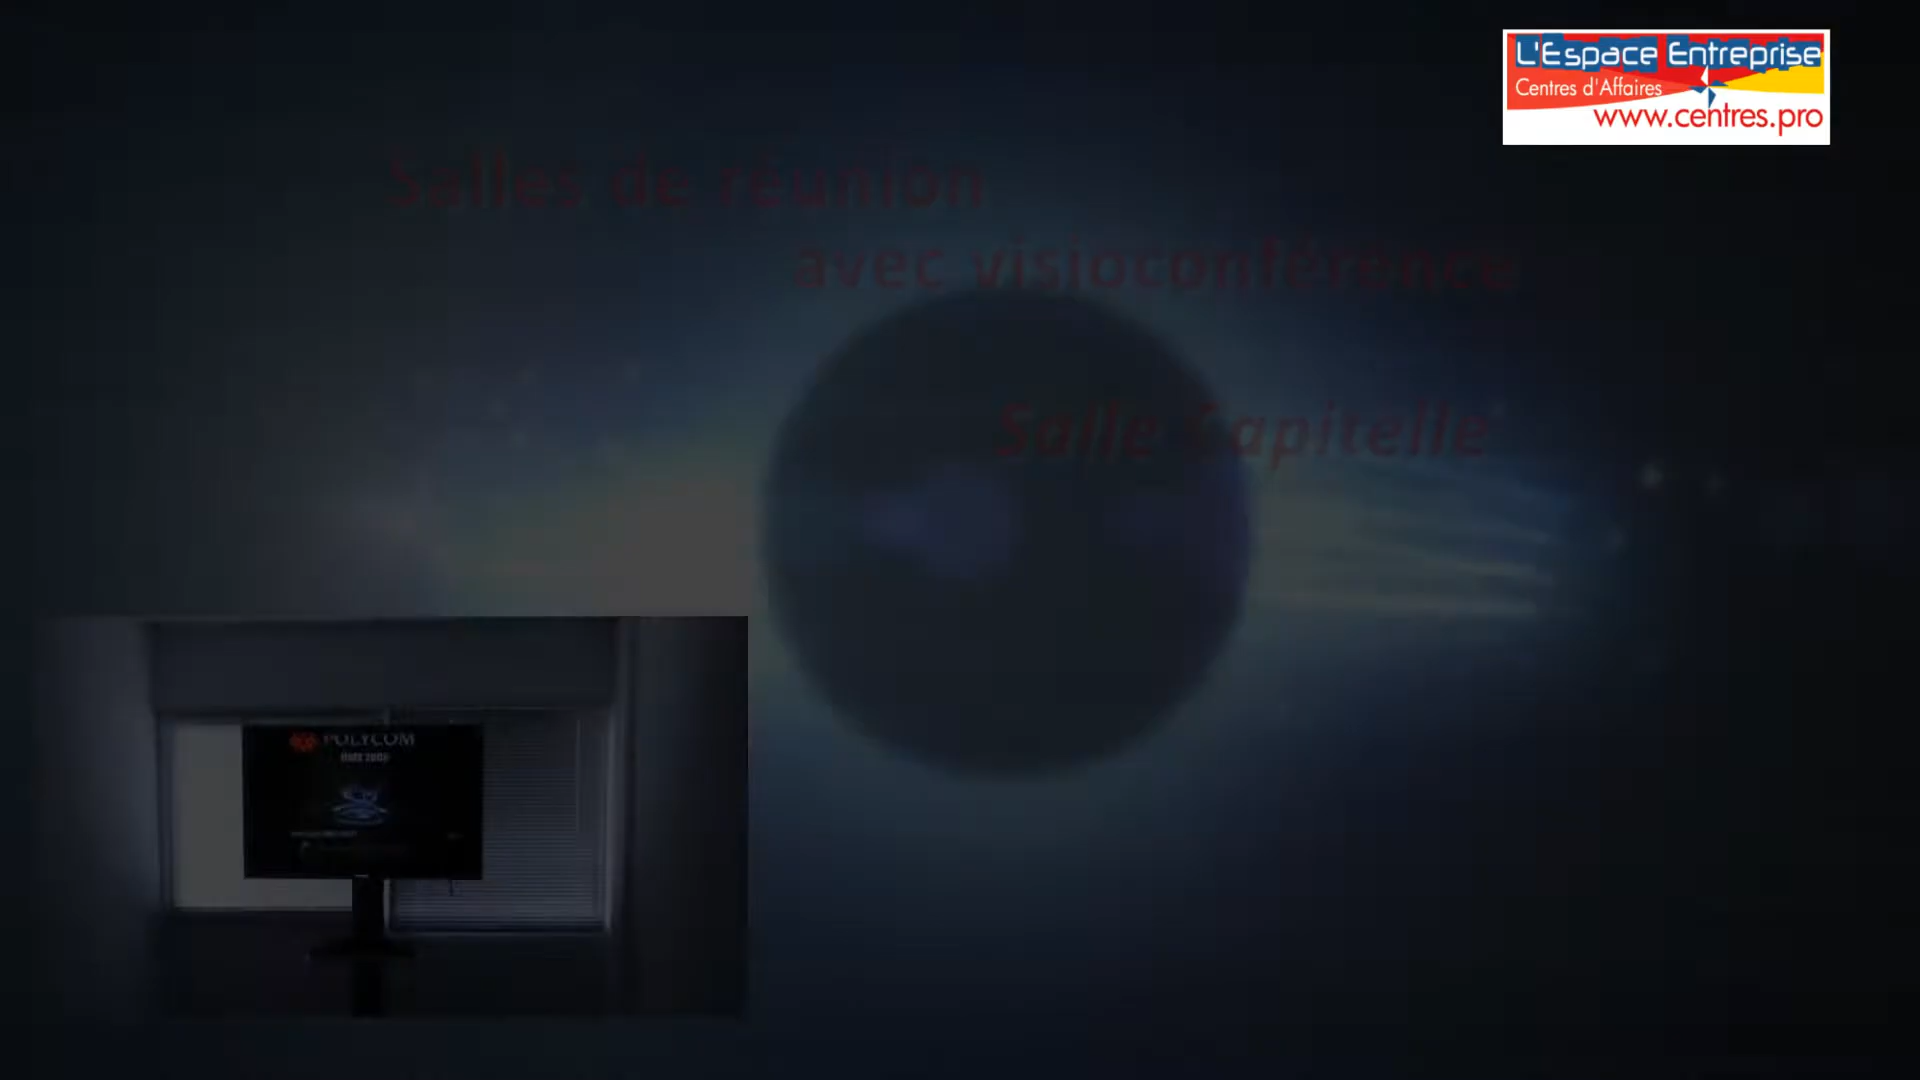 L'Espace Entreprise
Centres d'Affaires
www.centres.pro
Salles de réunion
avec visioconférence
Salle Capitelle
POLYCOM